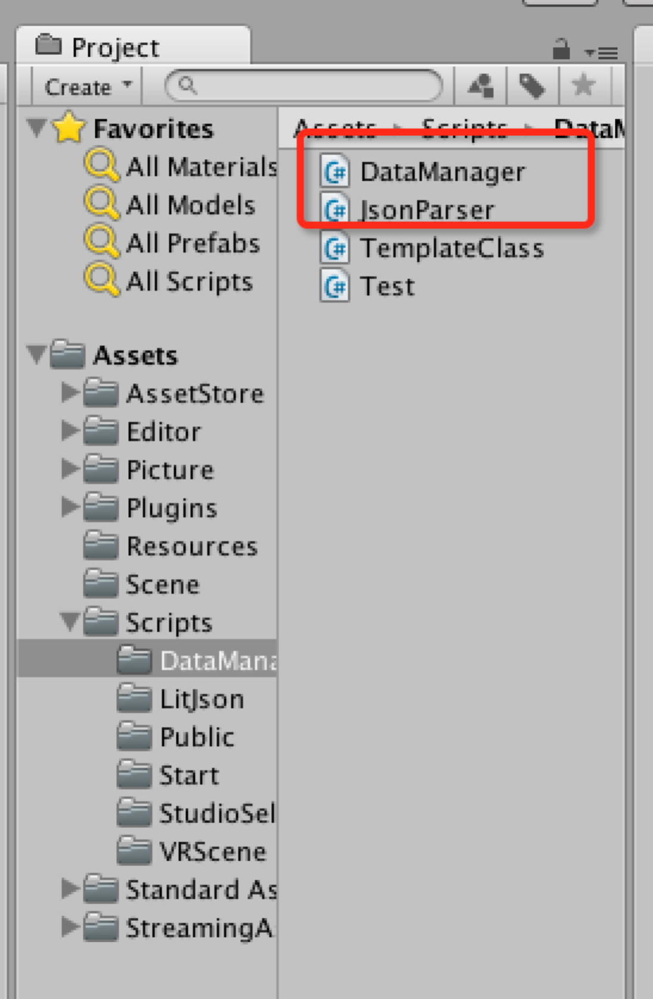 Project
Create
Favorites
All Materials
All Models
All Prefabs
All Scripts
Assets
AssetStore
Editor
Picture
Plugins
Resources
Scene
Scripts
DataMana
LitJson
Public
Start
StudioSel
VRScene
Standard As
StreamingA
Assets Scripts DataM
C# DataManager
C# JsonParser
C# TemplateClass
C# Test